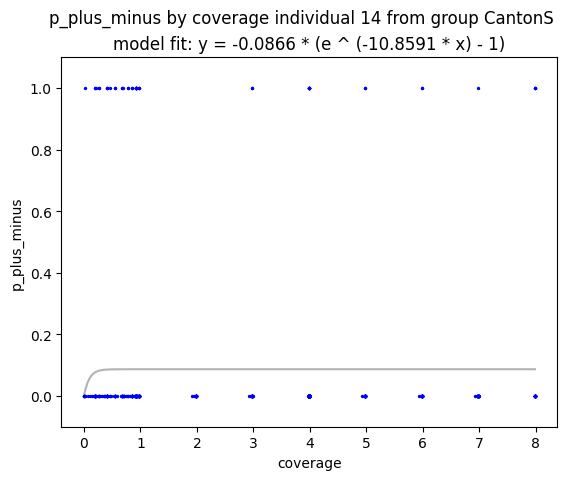 p_plus_minus by coverage individual 14 from group CantonS
model fit: y = -0.0866 * (e ^ (-10.8591 * x) - 1)
1.0
0.8
0.6
0.4
0.2
0.0
p_plus_minus
0 1 2 3 4 5 6 7 8
coverage